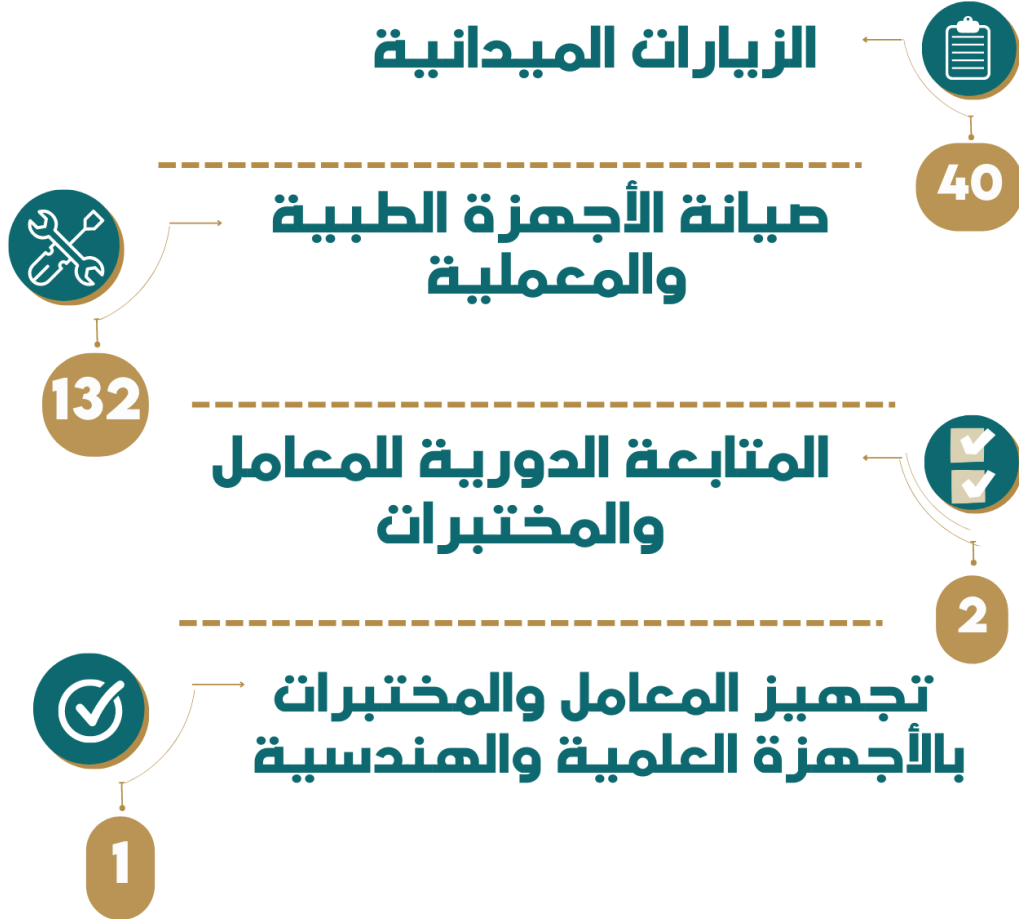 الزيارات الميدانية
40
صيانة الأجهزة الطبية
والمعملية
132
المتابعة الدورية للمعامل
والمختبرات
2
تجهيز المعامل والمختبرات
بالأجهزة العلمية والهندسية
1